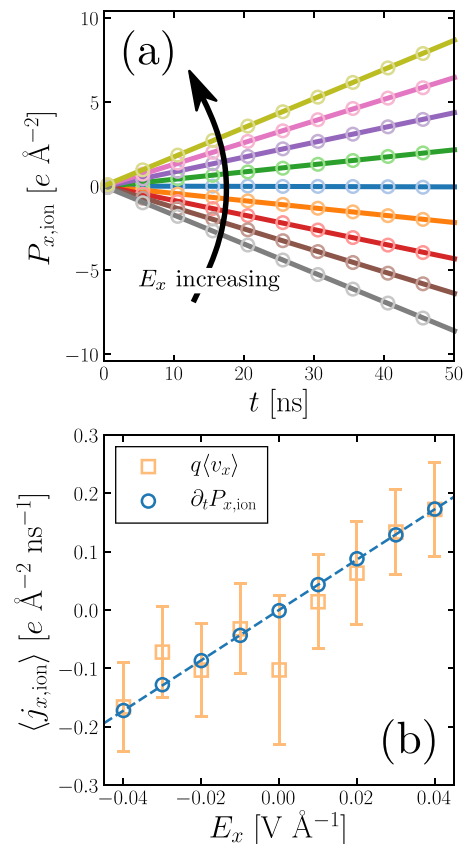 (a)
P_{x,ion} [e Å^{−2}]
10
5
0
−5
−10
E_x increasing
0 10 20 30 40 50
t [ns]
q⟨v_x⟩
∂_t P_{x,ion}
⟨j_{x,ion}⟩ [e Å^{−2} ns^{−1}]
0.3
0.2
0.1
0.0
−0.1
−0.2
−0.3
(b)
−0.04 −0.02 0.00 0.02 0.04
E_x [V Å^{−1}]